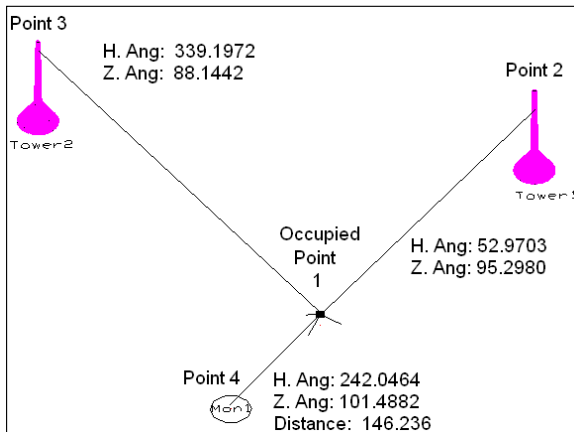 Point 3
H. Ang: 339.1972
Z. Ang: 88.1442
Tower2
Point 2
Tower1
Occupied
Point
1
H. Ang: 52.9703
Z. Ang: 95.2980
Point 4
Mon1
H. Ang: 242.0464
Z. Ang: 101.4882
Distance: 146.236